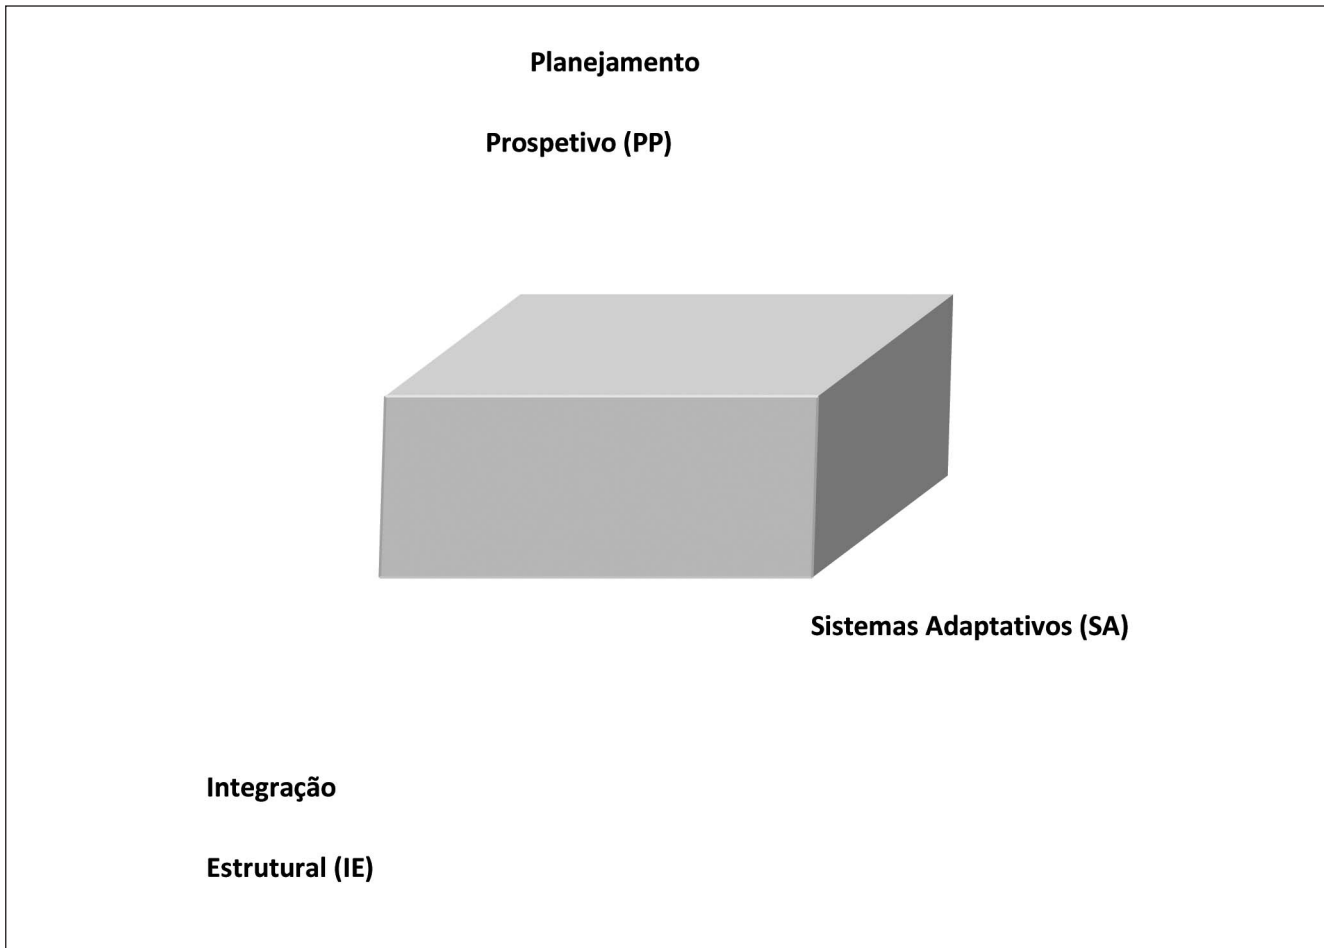 Planejamento
Prospetivo (PP)
Sistemas Adaptativos (SA)
Integração
Estrutural (IE)